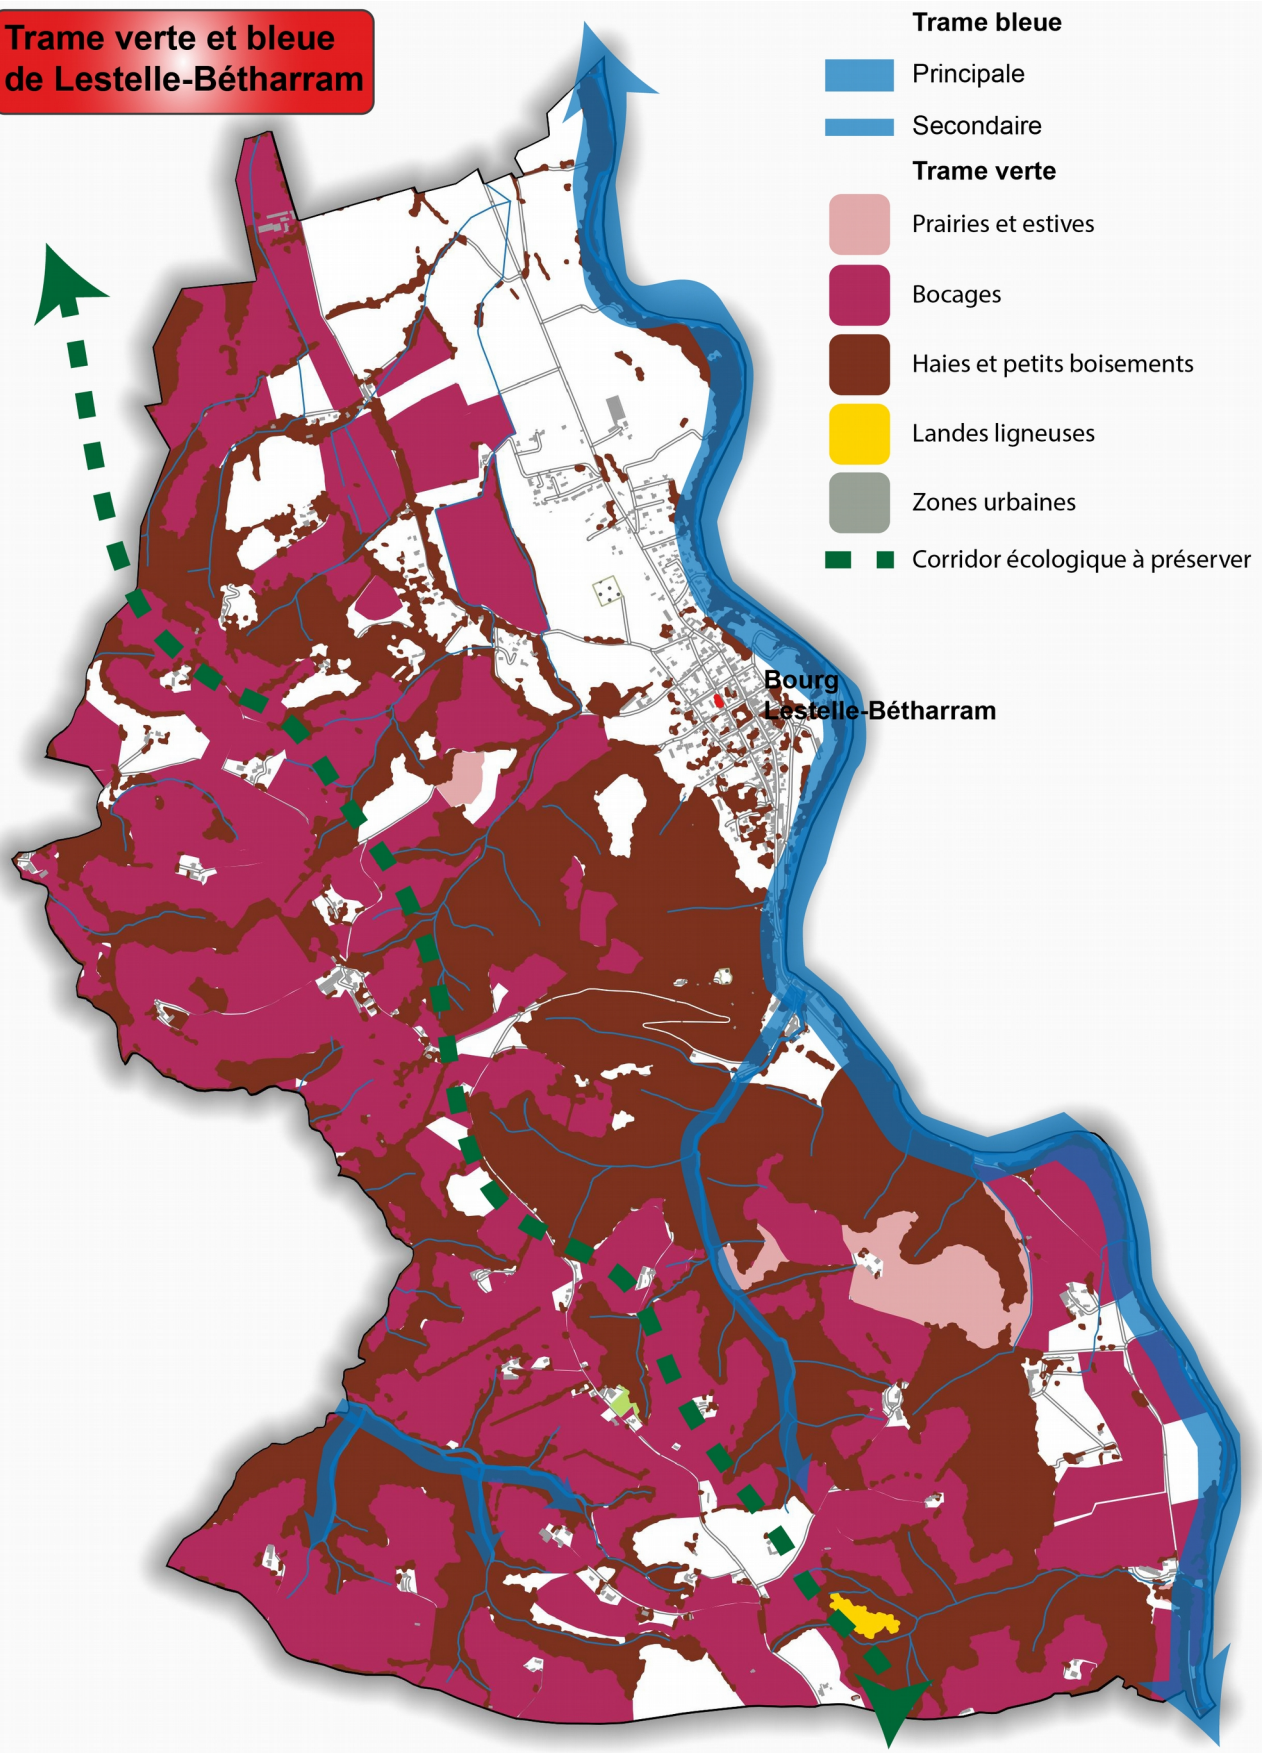 Trame verte et bleue
de Lestelle-Bétharram
Trame bleue
Principale
Secondaire
Trame verte
Prairies et estives
Bocages
Haies et petits boisements
Landes ligneuses
Zones urbaines
Corridor écologique à préserver
Bourg
Lestelle-Bétharram